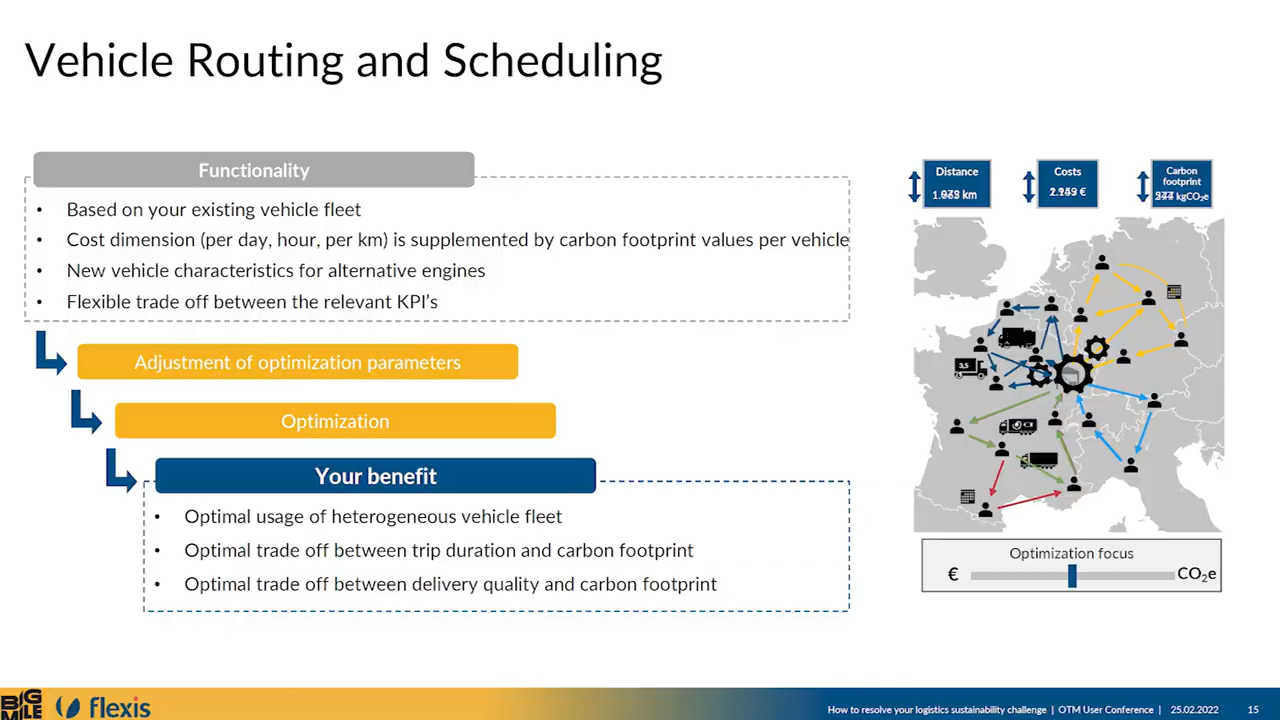 Vehicle Routing and Scheduling
Functionality
• Based on your existing vehicle fleet
• Cost dimension (per day, hour, per km) is supplemented by carbon footprint values per vehicle
• New vehicle characteristics for alternative engines
• Flexible trade off between the relevant KPI's
Adjustment of optimization parameters
Optimization
Your benefit
• Optimal usage of heterogeneous vehicle fleet
• Optimal trade off between trip duration and carbon footprint
• Optimal trade off between delivery quality and carbon footprint
Distance
km
Costs
€
Carbon
footprint
kgCO₂e
3,5
Optimization focus
€
CO₂e
BIG
MILE
flexis
How to resolve your logistics sustainability challenge | OTM User Conference | 25.02.2022 15